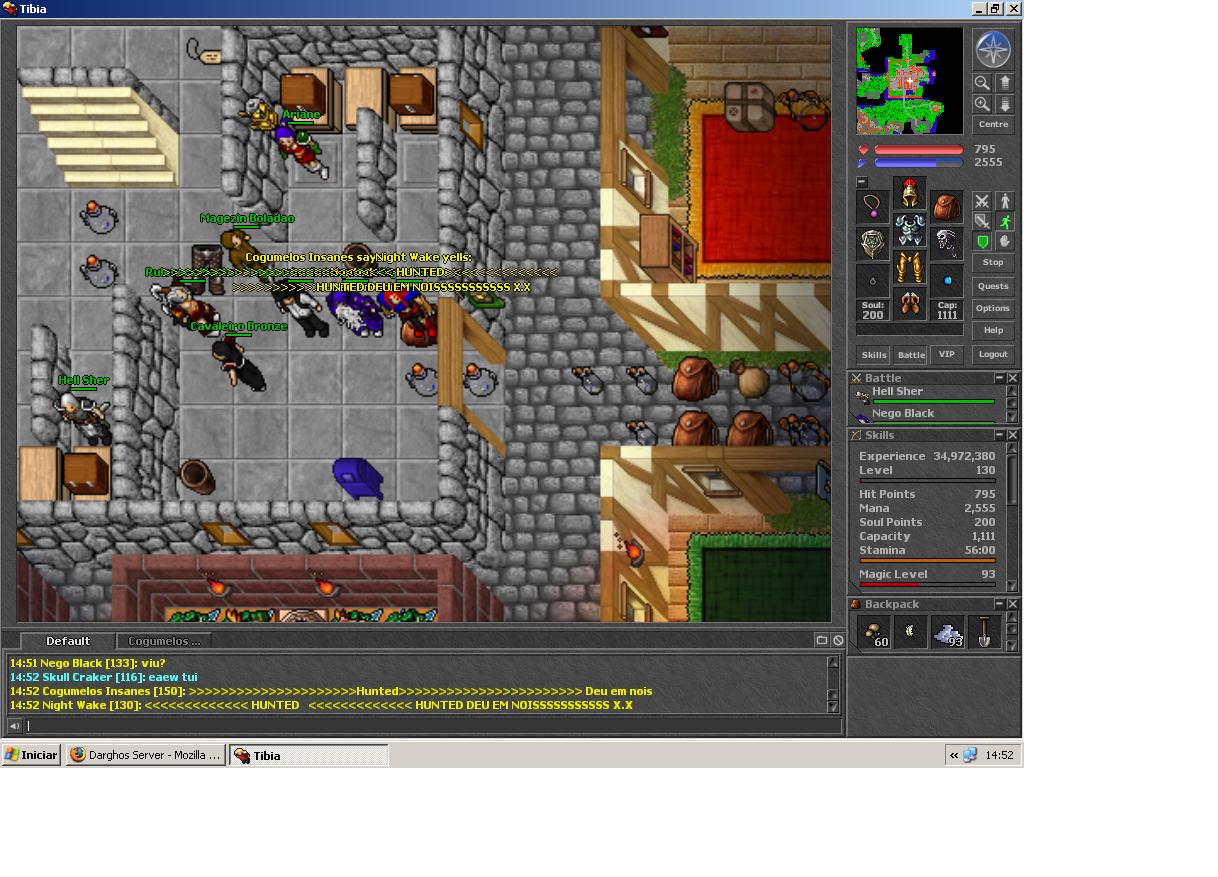 Tibia
Ariane
Magezin Boladao
Cogumelos Insanes say
Night Wake yells:
HUNTED
>>>>>>>>>>>HUNTED DEU EM NOISSSSSSSSSSS X.X
Cavaleiro Bronze
Hell Sher
Centre
795
2555
Soul:
200
Cap:
1111
Stop
Quests
Options
Help
Skills Battle VIP Logout
Battle
Hell Sher
Nego Black
Skills
Experience 34,972,380
Level 130
Hit Points 795
Mana 2,555
Soul Points 200
Capacity 1,111
Stamina 56:00
Magic Level 93
Backpack
60 93
Default Cogumelos ...
14:51 Nego Black [133]: viu?
14:52 Skull Craker [116]: eaew tui
14:52 Cogumelos Insanes [150]: >>>>>>>>>>>>>>>>>>>>>Hunted>>>>>>>>>>>>>>>>>>>>>>> Deu em nois
14:52 Night Wake [130]: <<<<<<<<<<<<< HUNTED <<<<<<<<<<<<< HUNTED DEU EM NOISSSSSSSSSSS X.X
Iniciar Darghos Server - Mozilla ... Tibia « 14:52